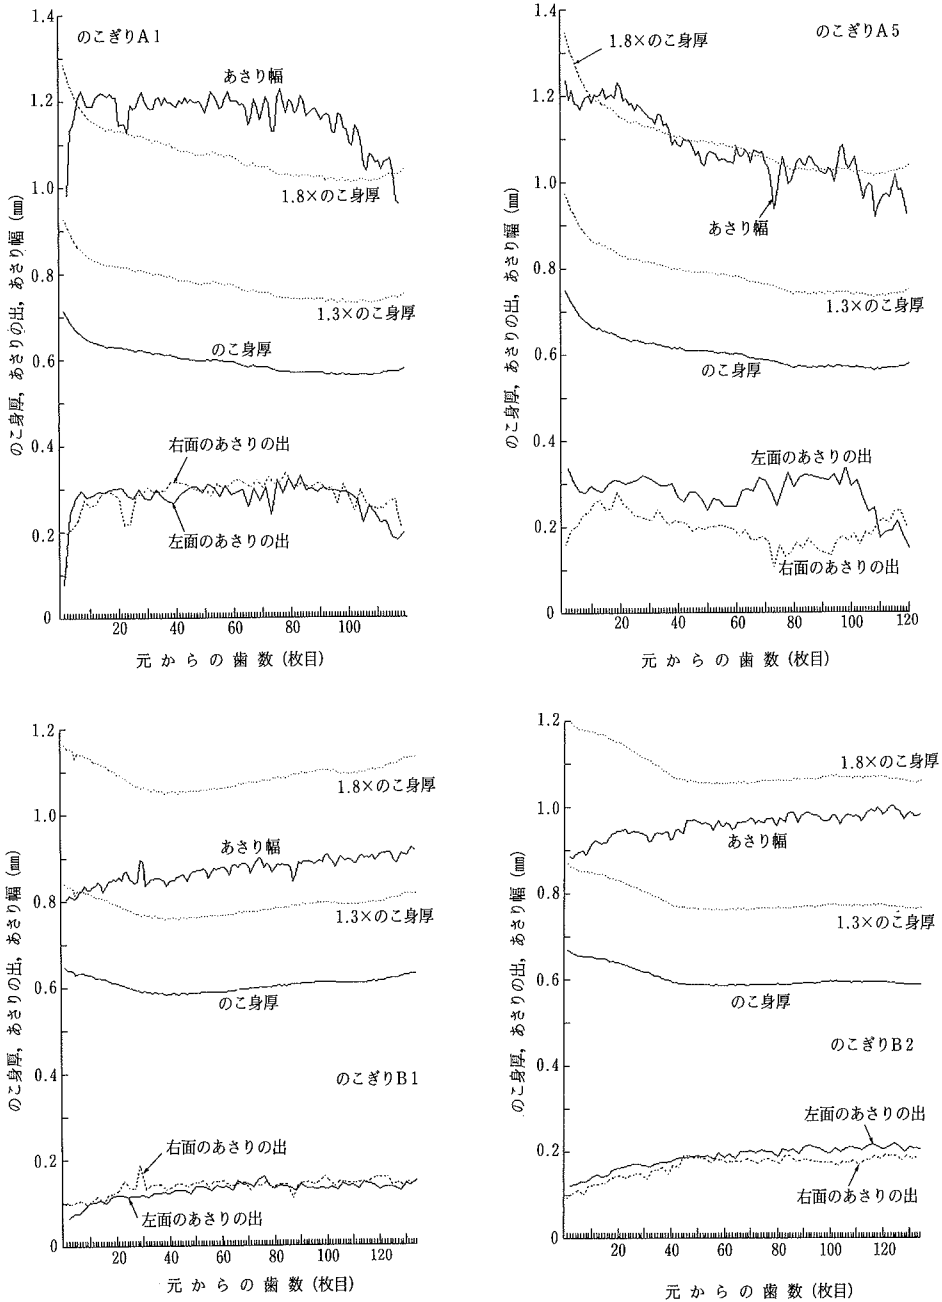 のこぎりA1
1.4
1.2
1.0
0.8
0.6
0.4
0.2
0
あさり幅
1.8×のこ身厚
1.3×のこ身厚
のこ身厚
右面のあさりの出
左面のあさりの出
20 40 60 80 100
のこ身厚, あさりの出, あさり幅 (㎜)
元からの歯数(枚目)
のこぎりA5
1.4
1.2
1.0
0.8
0.6
0.4
0.2
0
1.8×のこ身厚
あさり幅
1.3×のこ身厚
のこ身厚
左面のあさりの出
右面のあさりの出
20 40 60 80 100 120
のこ身厚, あさりの出, あさり幅 (㎜)
元からの歯数(枚目)
1.2
1.0
0.8
0.6
0.4
0.2
0
1.8×のこ身厚
あさり幅
1.3×のこ身厚
のこ身厚
のこぎりB1
右面のあさりの出
左面のあさりの出
20 40 60 80 100 120
のこ身厚, あさりの出, あさり幅 (㎜)
元からの歯数(枚目)
1.2
1.0
0.8
0.6
0.4
0.2
0
1.8×のこ身厚
あさり幅
1.3×のこ身厚
のこ身厚
のこぎりB2
左面のあさりの出
右面のあさりの出
20 40 60 80 100 120
のこ身厚, あさりの出, あさり幅 (㎜)
元からの歯数(枚目)